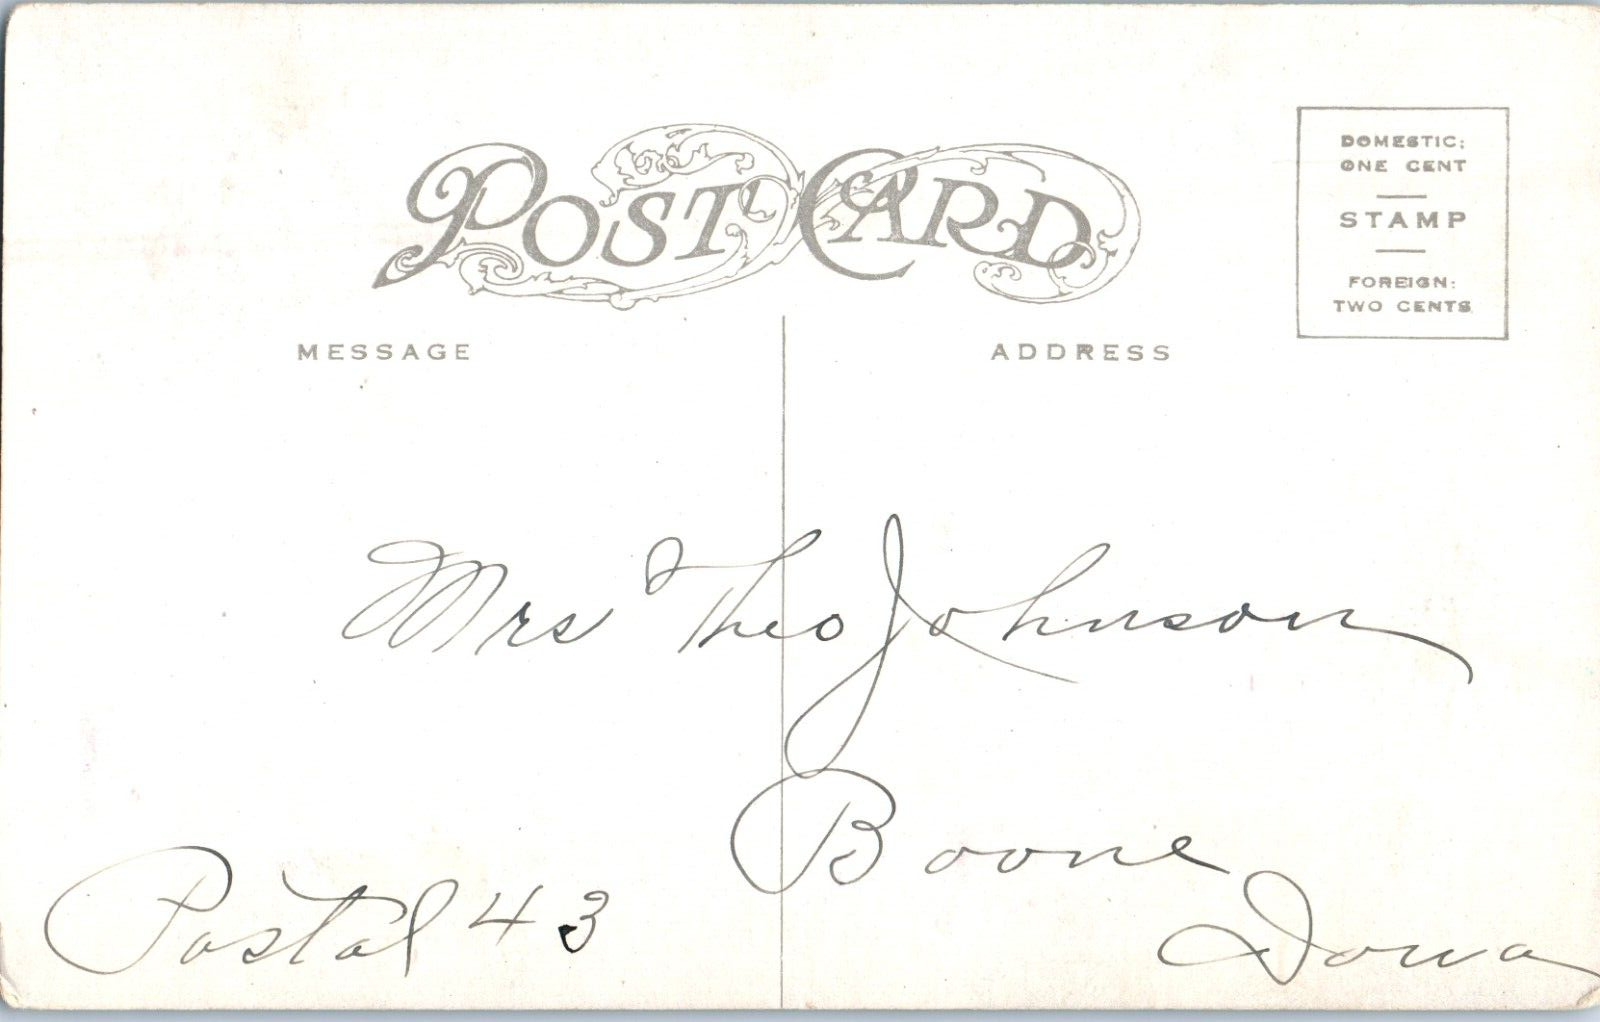 POST CARD
DOMESTIC:
ONE CENT
STAMP
FOREIGN:
TWO CENTS
MESSAGE
ADDRESS
Mrs Theo Johnson
Boone
Iowa
Postal 43